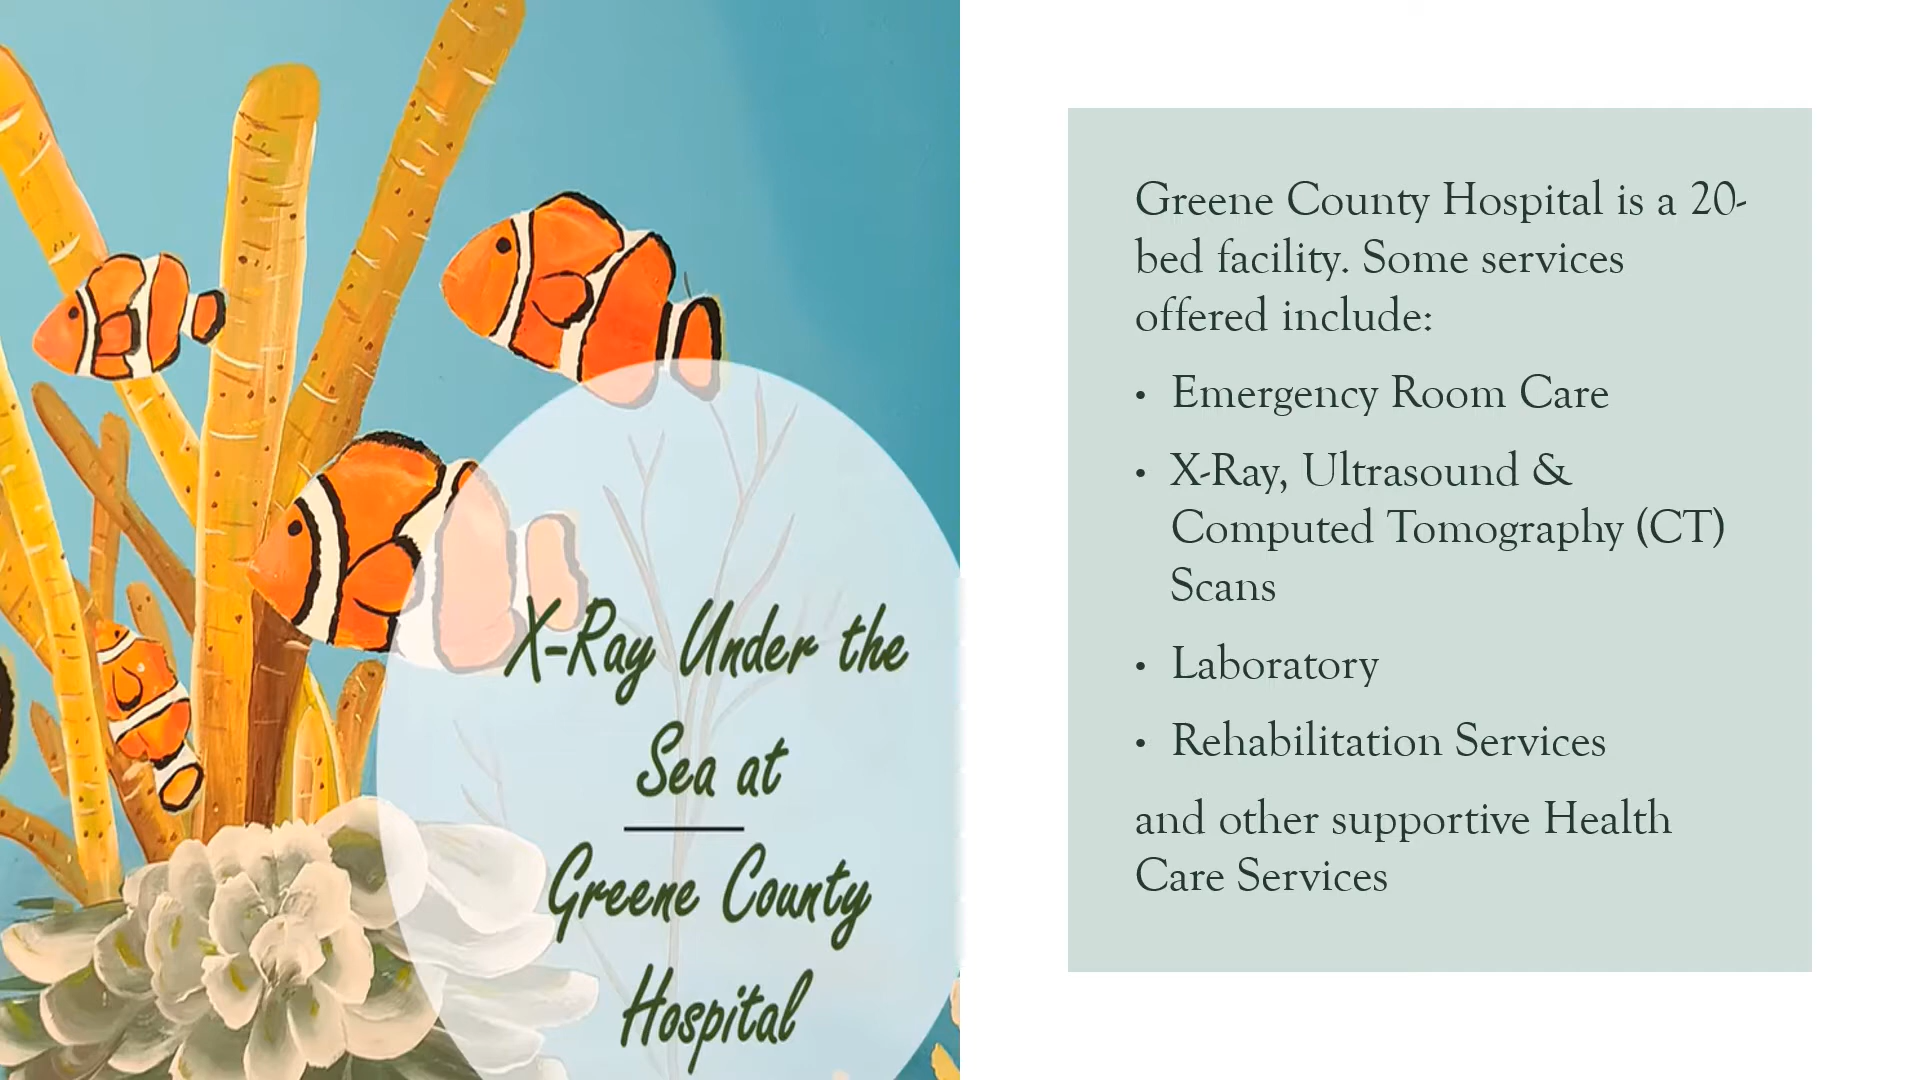 X-Ray Under the
Sea at
Greene County
Hospital
Greene County Hospital is a 20-
bed facility. Some services
offered include:
• Emergency Room Care
• X-Ray, Ultrasound &
Computed Tomography (CT)
Scans
• Laboratory
• Rehabilitation Services
and other supportive Health
Care Services